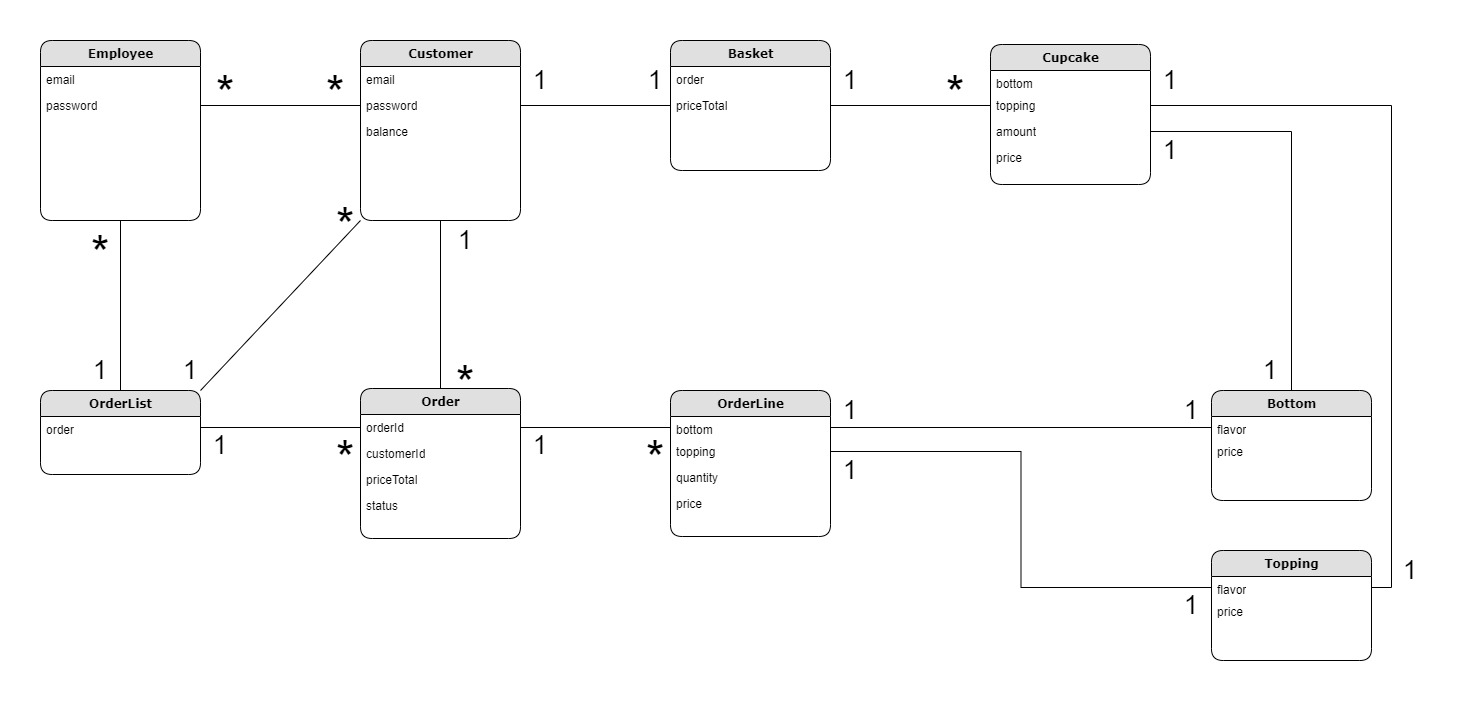 Employee
email
password
*
*
Customer
email
password
balance
1
1
Basket
order
priceTotal
1
*
Cupcake
bottom
topping
amount
price
1
1
*
1
*
1
1
*
1
OrderList
order
1
*
Order
orderId
customerId
priceTotal
status
1
*
OrderLine
bottom
topping
quantity
price
1
1
1
1
Bottom
flavor
price
1
Topping
flavor
price
1